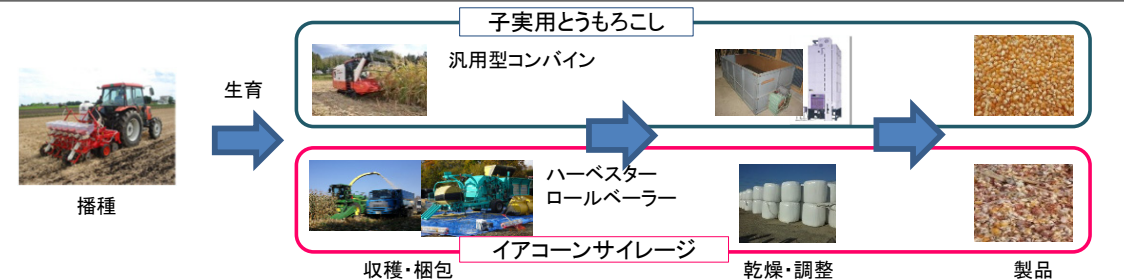 子実用とうもろこし
汎用型コンバイン
生育
播種
ハーベスター
ロールベーラー
イアコーンサイレージ
収穫・梱包
乾燥・調整
製品